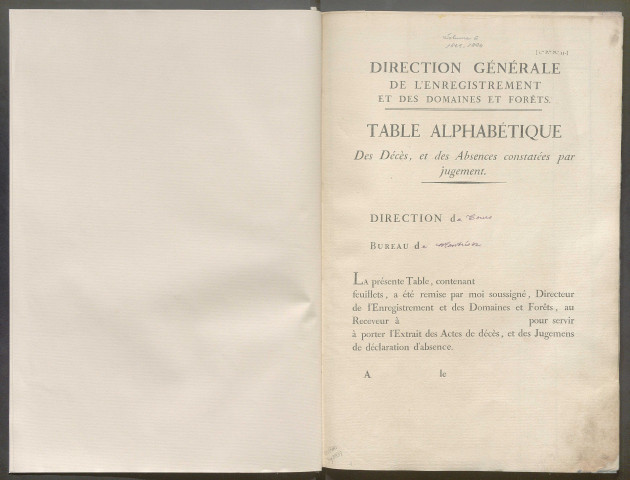 DIRECTION GÉNÉRALE
DE L'ENREGISTREMENT
ET DES DOMAINES ET FORÊTS.
TABLE ALPHABÉTIQUE
Des Décès, et des Absences constatées par
jugement.
DIRECTION de
BUREAU de
LA présente Table, contenant
feuillets, a été remise par moi soussigné, Directeur
de l'Enregistrement et des Domaines et Forêts, au
Receveur à pour servir
à porter l'Extrait des Actes de décès, et des Jugemens
de déclaration d'absence.
A le